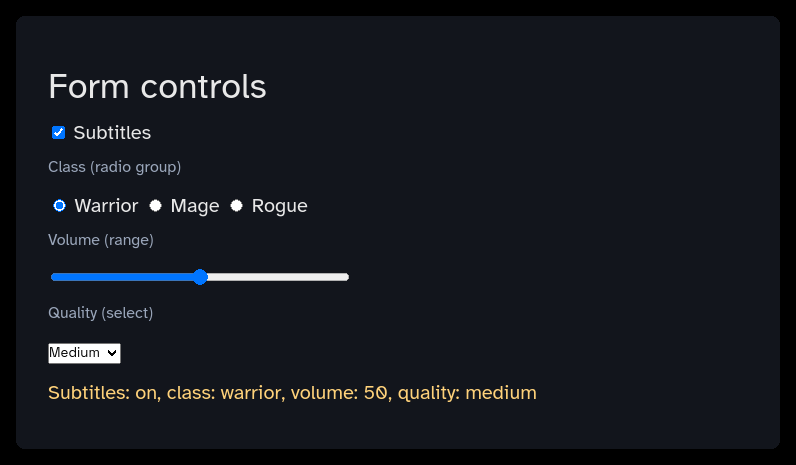 Form controls
Subtitles
Class (radio group)
Warrior Mage Rogue
Volume (range)
Quality (select)
Medium
Subtitles: on, class: warrior, volume: 50, quality: medium